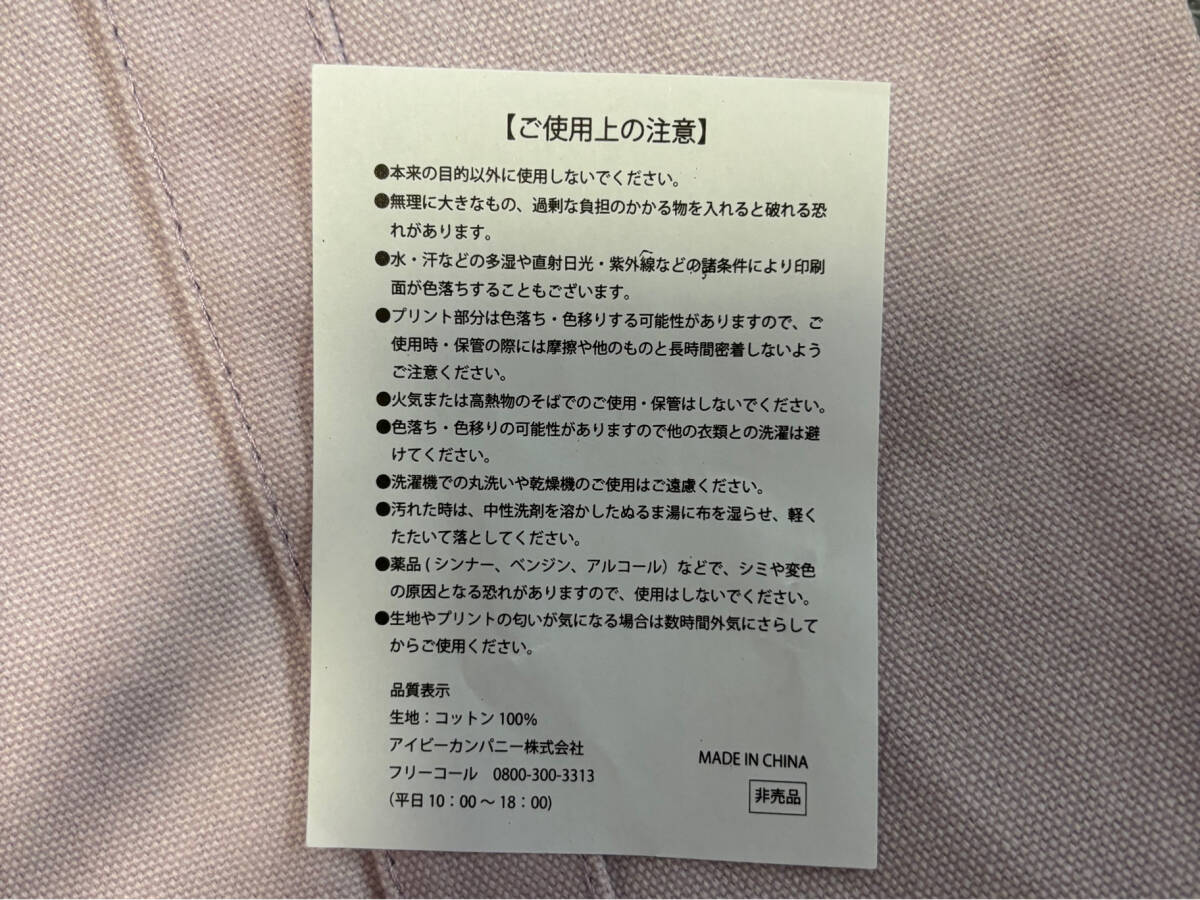 【ご使用上の注意】
●本来の目的以外に使用しないでください。
●無理に大きなもの、過剰な負担のかかる物を入れると破れる恐
れがあります。
●水・汗などの多湿や直射日光・紫外線などの諸条件により印刷
面が色落ちすることもございます。
●プリント部分は色落ち・色移りする可能性がありますので、ご
使用時・保管の際には摩擦や他のものと長時間密着しないよう
ご注意ください。
●火気または高熱物のそばでのご使用・保管はしないでください。
●色落ち・色移りの可能性がありますので他の衣類との洗濯は避
けてください。
●洗濯機での丸洗いや乾燥機のご使用はご遠慮ください。
●汚れた時は、中性洗剤を溶かしたぬるま湯に布を湿らせ、軽く
たたいて落としてください。
●薬品(シンナー、ベンジン、アルコール）などで、シミや変色
の原因となる恐れがありますので、使用はしないでください。
●生地やプリントの匂いが気になる場合は数時間外気にさらして
からご使用ください。
品質表示
生地：コットン100%
アイビーカンパニー株式会社
フリーコール　0800-300-3313
(平日10：00～18：00)
MADE IN CHINA
非売品